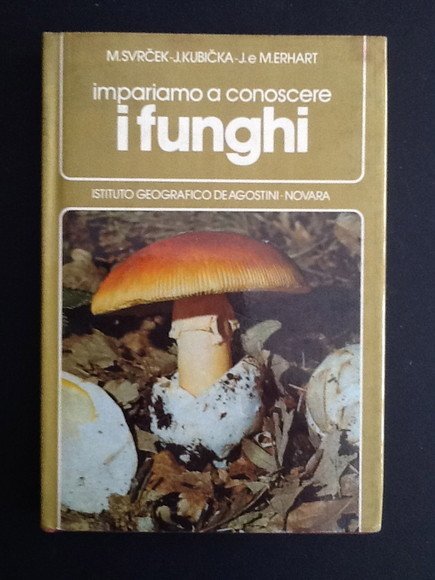 M.SVRČEK-J.KUBIČKA-J.e M.ERHART
impariamo a conoscere
i funghi
ISTITUTO GEOGRAFICO DE AGOSTINI-NOVARA